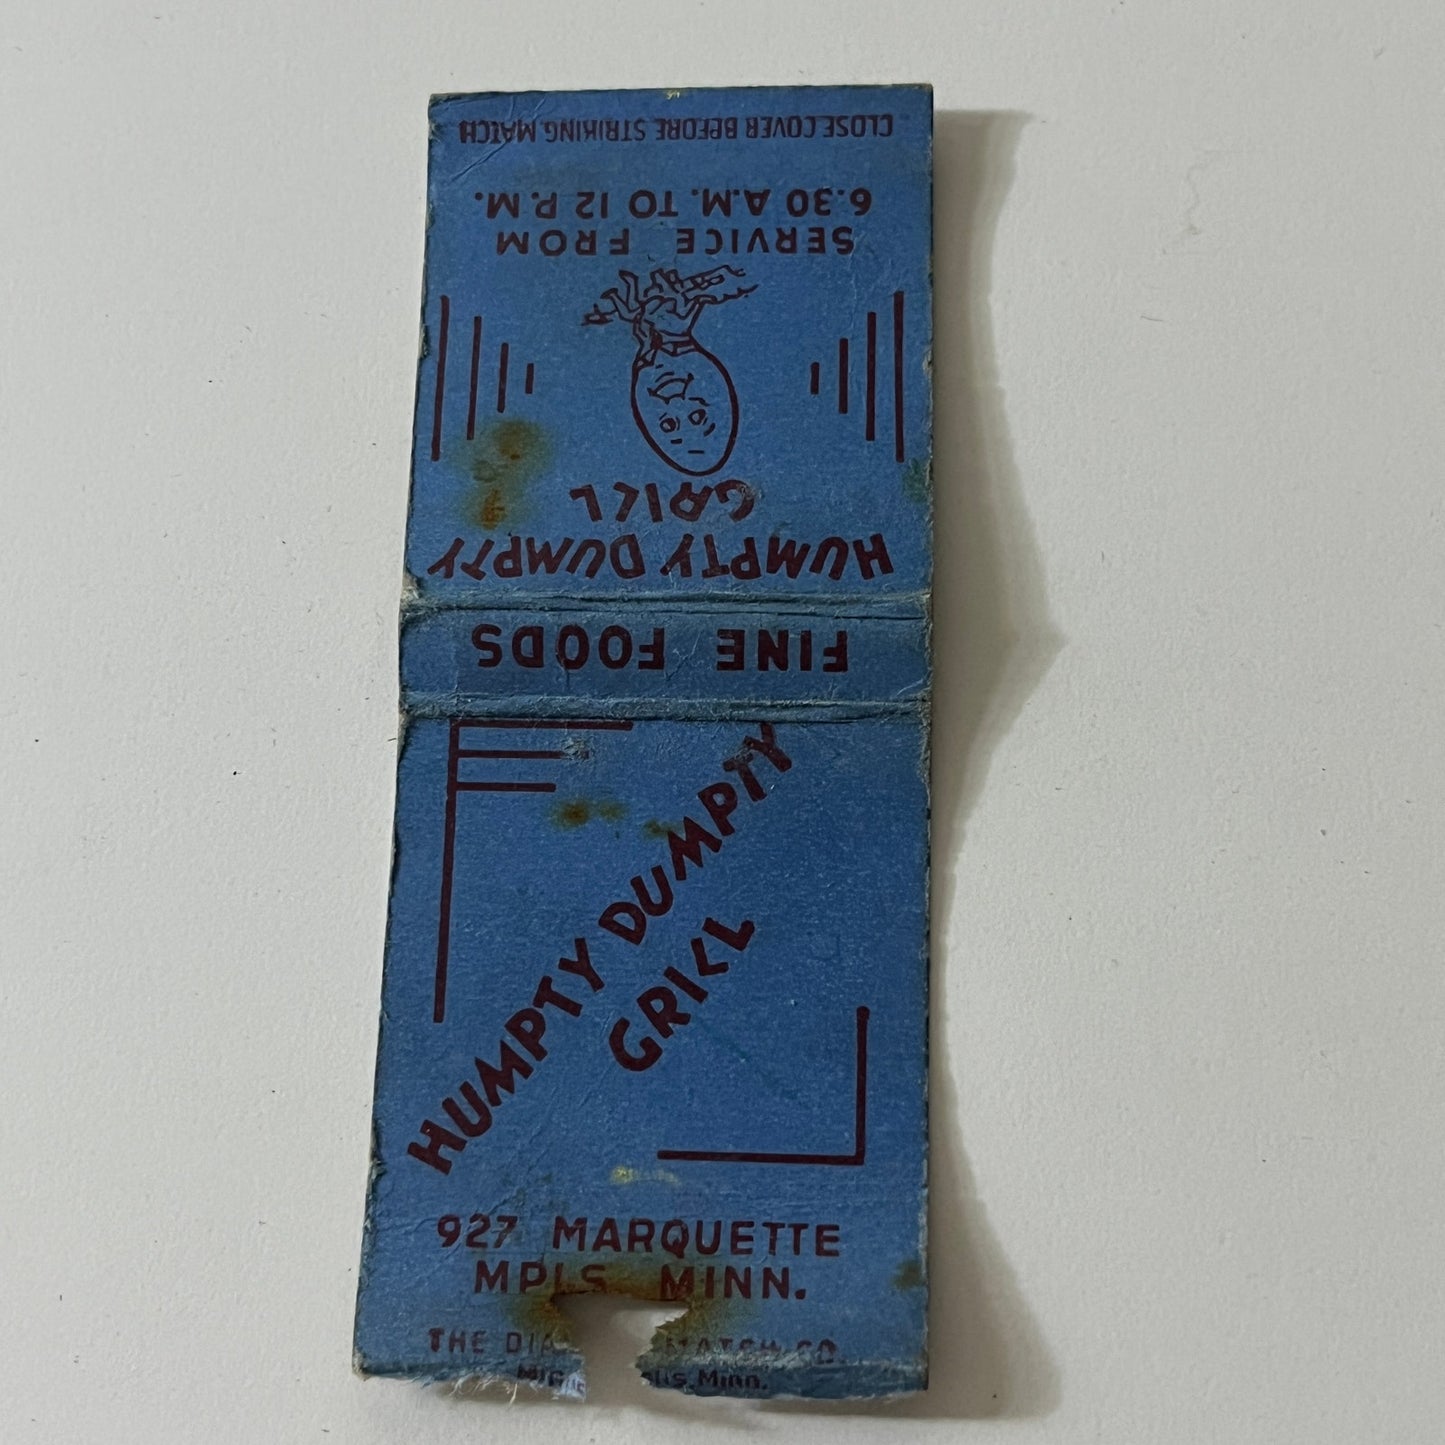 CLOSE COVER BEFORE STRIKING MATCH
SERVICE FROM
6.30 A.M. TO 12 P.M.
HUMPTY DUMPTY
GRILL
FINE FOODS
HUMPTY DUMPTY
GRILL
927 MARQUETTE
MPLS. MINN.
THE MATCH CO.
Minn.